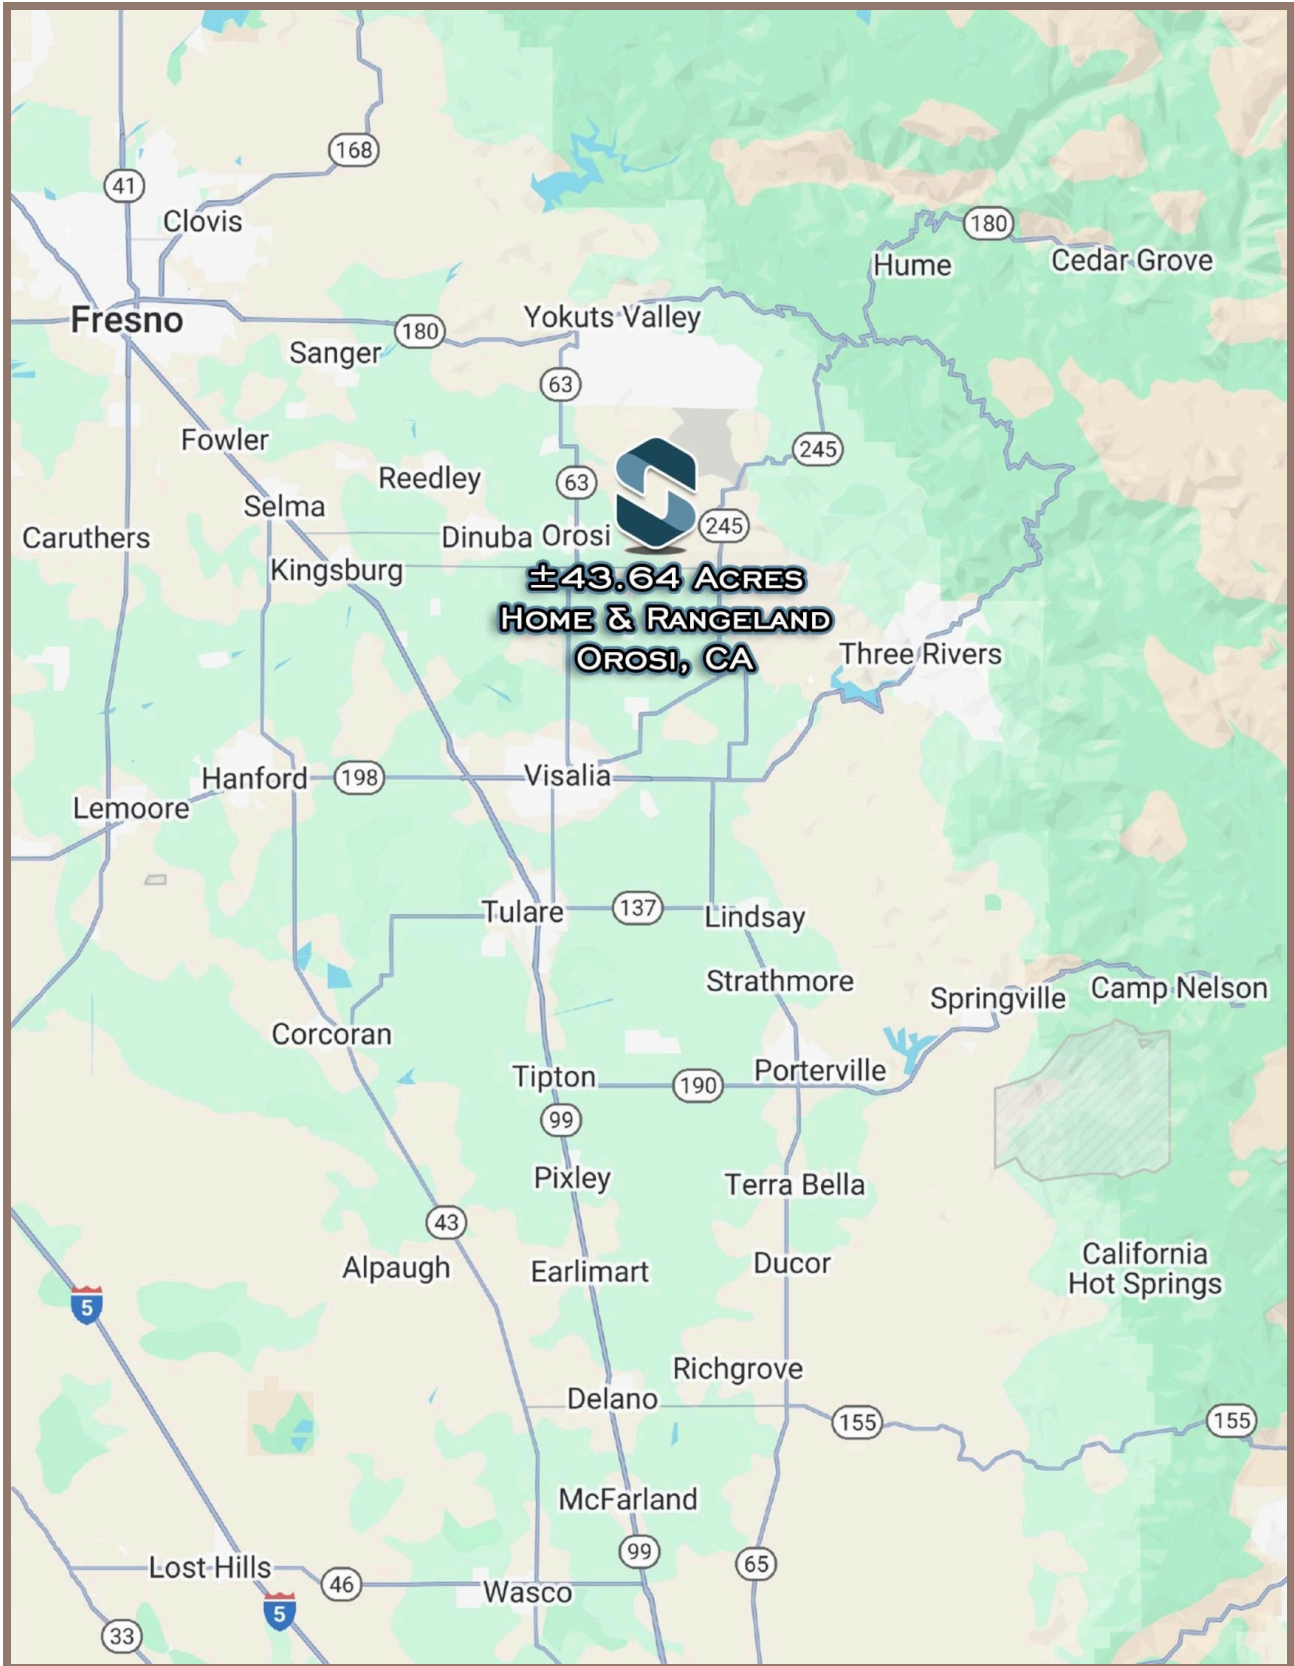 168
41
Clovis
180
Hume
Cedar Grove
Fresno
Yokuts Valley
180
Sanger
63
Fowler
245
Reedley
63
Selma
245
Caruthers
Dinuba
Orosi
Kingsburg
±43.64 Acres
Home & Rangeland
Orosi, CA
Three Rivers
Hanford
198
Visalia
Lemoore
Tulare
137
Lindsay
Strathmore
Springville
Camp Nelson
Corcoran
Tipton
190
Porterville
99
Pixley
Terra Bella
43
Alpaugh
Earlimart
Ducor
California
Hot Springs
5
Richgrove
Delano
155
155
McFarland
99
65
Lost Hills
46
Wasco
5
33